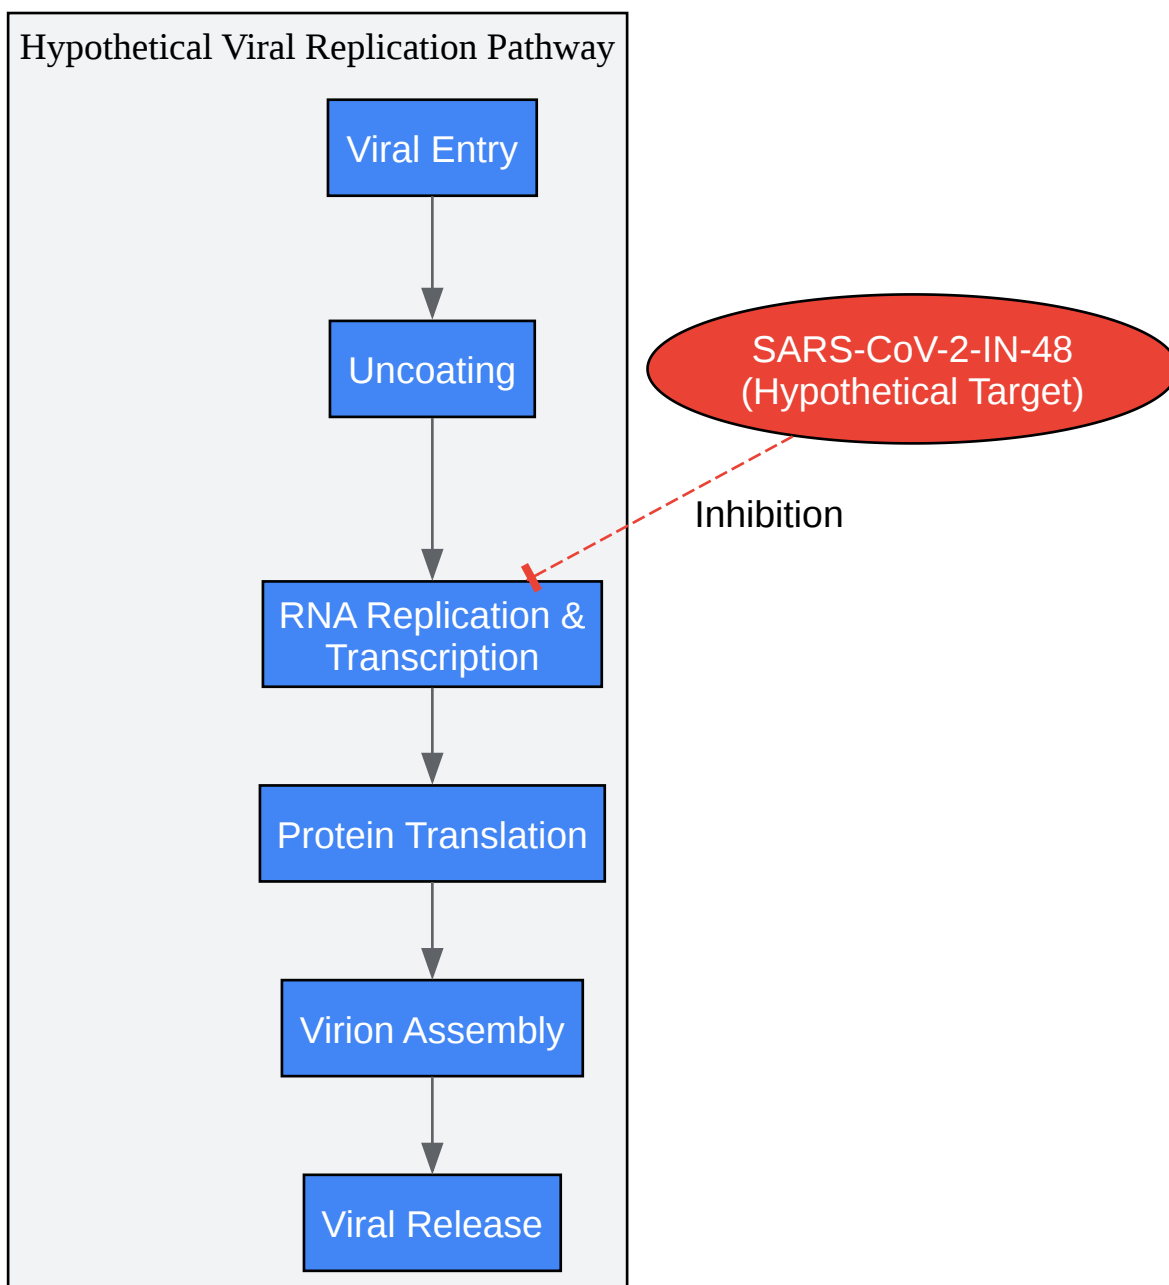 Hypothetical Viral Replication Pathway
Viral Entry
Uncoating
SARS-CoV-2-IN-48
(Hypothetical Target)
Inhibition
RNA Replication &
Transcription
Protein Translation
Virion Assembly
Viral Release